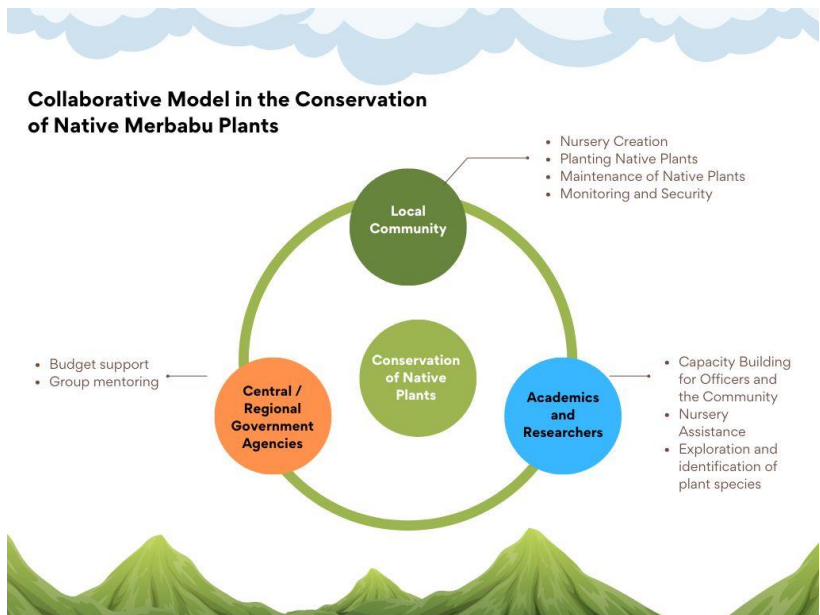 Collaborative Model in the Conservation
of Native Merbabu Plants
• Nursery Creation
• Planting Native Plants
• Maintenance of Native Plants
• Monitoring and Security
Local
Community
• Budget support
• Group mentoring
Central /
Regional
Government
Agencies
Conservation
of Native
Plants
Academics
and
Researchers
• Capacity Building
for Officers and
the Community
• Nursery
Assistance
• Exploration and
identification of
plant species